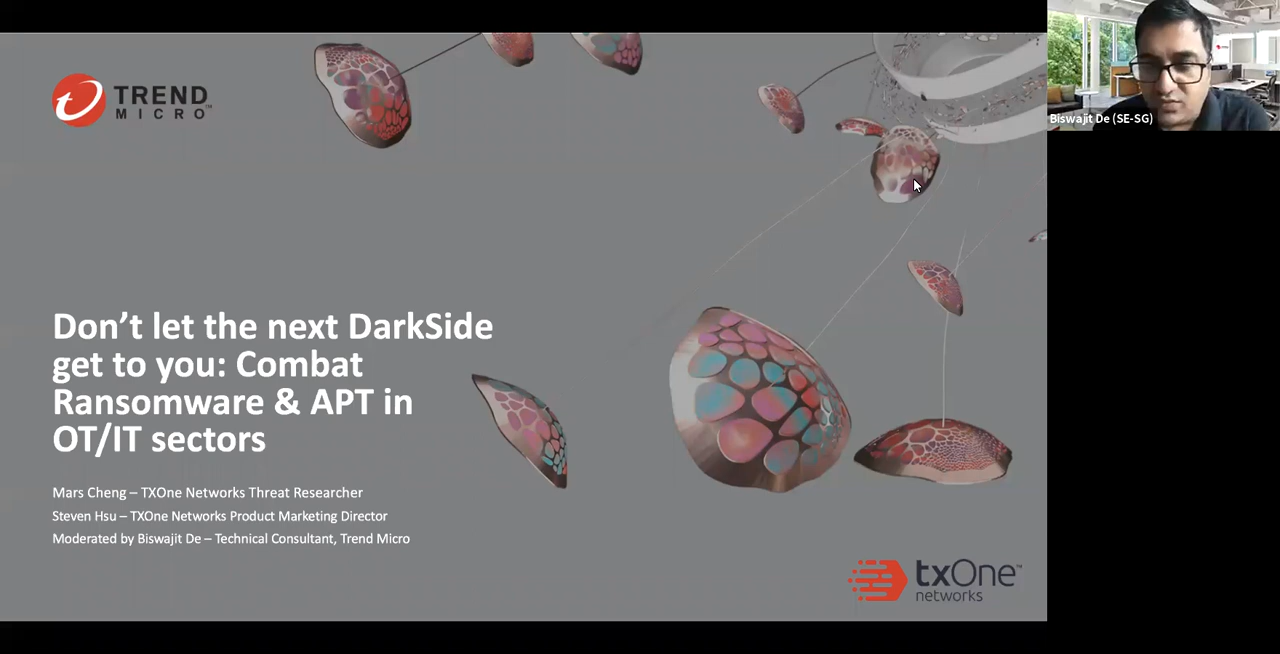 TREND
MICRO™
Biswajit De (SE-SG)
Don’t let the next DarkSide
get to you: Combat
Ransomware & APT in
OT/IT sectors
Mars Cheng – TXOne Networks Threat Researcher
Steven Hsu – TXOne Networks Product Marketing Director
Moderated by Biswajit De – Technical Consultant, Trend Micro
txOne™
networks